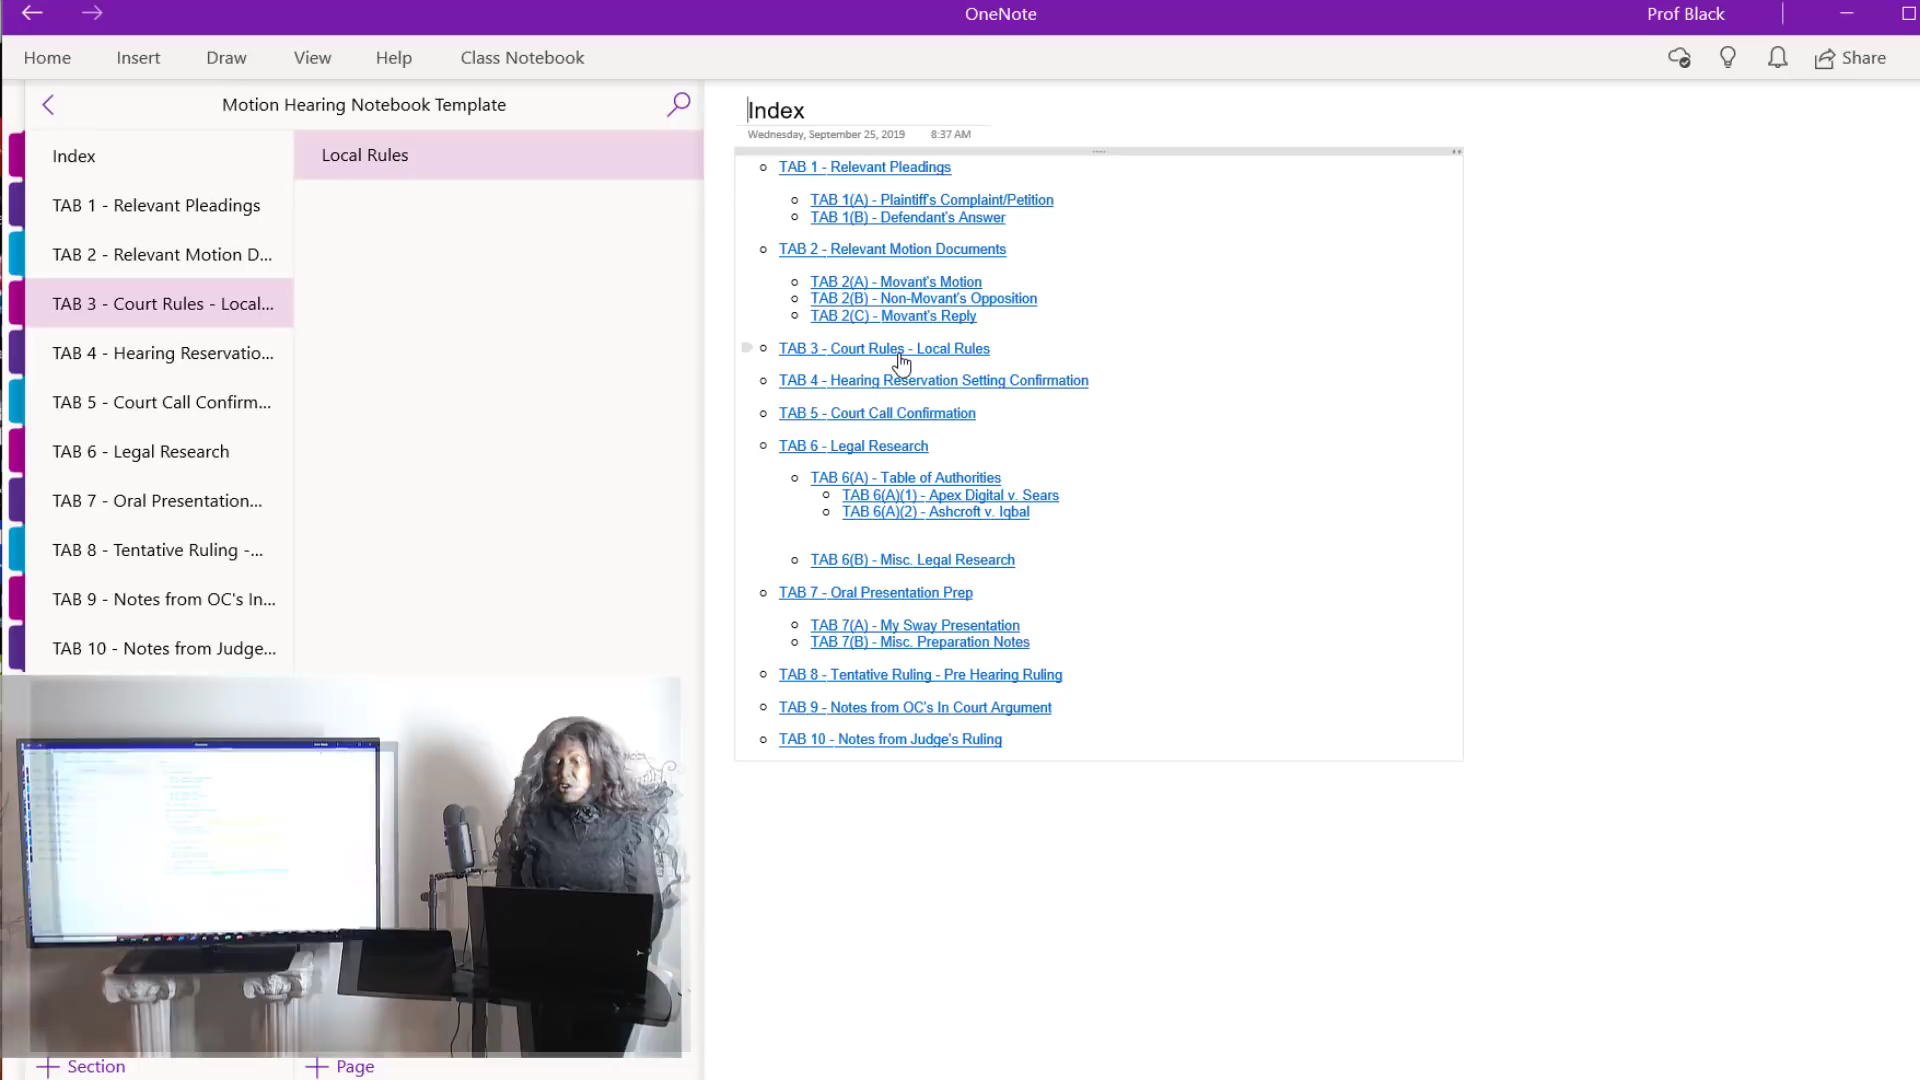 OneNote
Prof Black
Home
Insert
Draw
View
Help
Class Notebook
Share
Motion Hearing Notebook Template
Index
TAB 1 - Relevant Pleadings
TAB 2 - Relevant Motion D...
TAB 3 - Court Rules - Local...
TAB 4 - Hearing Reservatio...
TAB 5 - Court Call Confirm...
TAB 6 - Legal Research
TAB 7 - Oral Presentation...
TAB 8 - Tentative Ruling -...
TAB 9 - Notes from OC's In...
TAB 10 - Notes from Judge...
Section
Local Rules
Page
Index
Wednesday, September 25, 2019 8:37 AM
TAB 1 - Relevant Pleadings
TAB 1(A) - Plaintiff's Complaint/Petition
TAB 1(B) - Defendant's Answer
TAB 2 - Relevant Motion Documents
TAB 2(A) - Movant's Motion
TAB 2(B) - Non-Movant's Opposition
TAB 2(C) - Movant's Reply
TAB 3 - Court Rules - Local Rules
TAB 4 - Hearing Reservation Setting Confirmation
TAB 5 - Court Call Confirmation
TAB 6 - Legal Research
TAB 6(A) - Table of Authorities
TAB 6(A)(1) - Apex Digital v. Sears
TAB 6(A)(2) - Ashcroft v. Iqbal
TAB 6(B) - Misc. Legal Research
TAB 7 - Oral Presentation Prep
TAB 7(A) - My Sway Presentation
TAB 7(B) - Misc. Preparation Notes
TAB 8 - Tentative Ruling - Pre Hearing Ruling
TAB 9 - Notes from OC's In Court Argument
TAB 10 - Notes from Judge's Ruling